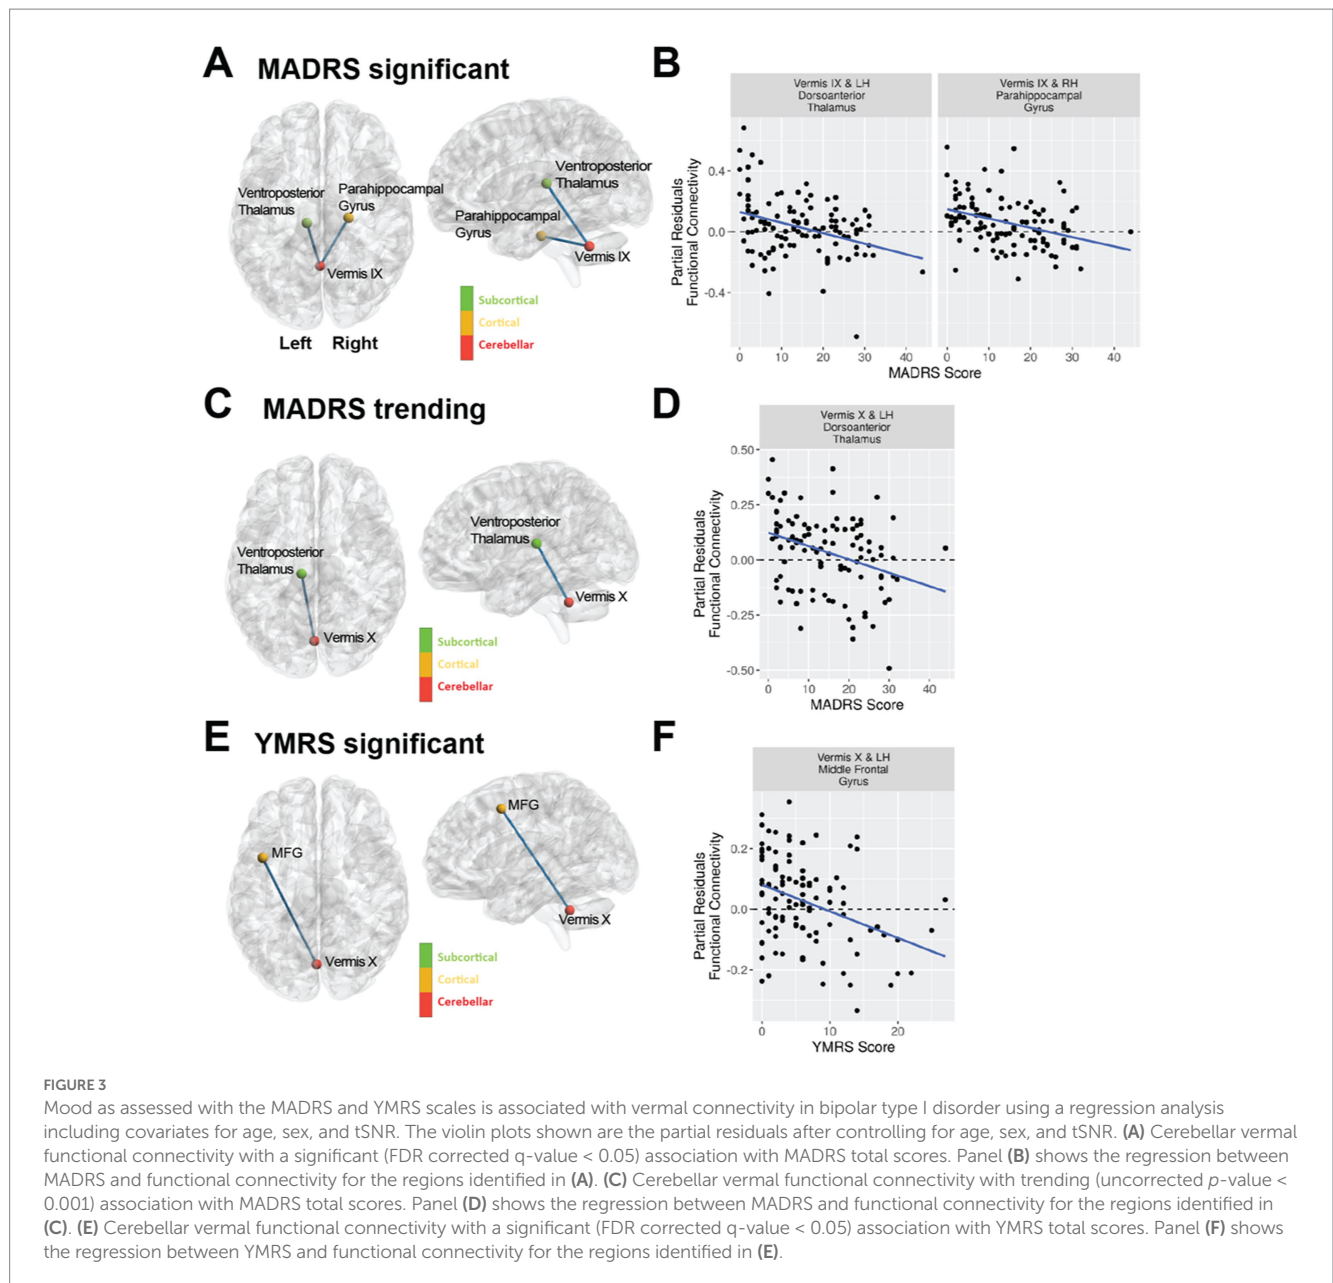 A MADRS significant
Ventroposterior
Thalamus
Parahippocampal
Gyrus
Vermis IX
Left Right
Ventroposterior
Thalamus
Parahippocampal
Gyrus
Vermis IX
Subcortical
Cortical
Cerebellar
B
Vermis IX & LH
Dorsoanterior
Thalamus
Vermis IX & RH
Parahippocampal
Gyrus
Partial Residuals
Functional Connectivity
0.4
0.0
-0.4
0 10 20 30 40 0 10 20 30 40
MADRS Score
C MADRS trending
Ventroposterior
Thalamus
Vermis X
Ventroposterior
Thalamus
Vermis X
Subcortical
Cortical
Cerebellar
D
Vermis X & LH
Dorsoanterior
Thalamus
Partial Residuals
Functional Connectivity
0.50
0.25
0.00
-0.25
-0.50
0 10 20 30 40
MADRS Score
E YMRS significant
MFG
Vermis X
MFG
Vermis X
Subcortical
Cortical
Cerebellar
F
Vermis X & LH
Middle Frontal
Gyrus
Partial Residuals
Functional Connectivity
0.2
0.0
-0.2
0 10 20
YMRS Score
FIGURE 3
Mood as assessed with the MADRS and YMRS scales is associated with vermal connectivity in bipolar type I disorder using a regression analysis
including covariates for age, sex, and tSNR. The violin plots shown are the partial residuals after controlling for age, sex, and tSNR. (A) Cerebellar vermal
functional connectivity with a significant (FDR corrected q-value < 0.05) association with MADRS total scores. Panel (B) shows the regression between
MADRS and functional connectivity for the regions identified in (A). (C) Cerebellar vermal functional connectivity with trending (uncorrected p-value <
0.001) association with MADRS total scores. Panel (D) shows the regression between MADRS and functional connectivity for the regions identified in
(C). (E) Cerebellar vermal functional connectivity with a significant (FDR corrected q-value < 0.05) association with YMRS total scores. Panel (F) shows
the regression between YMRS and functional connectivity for the regions identified in (E).